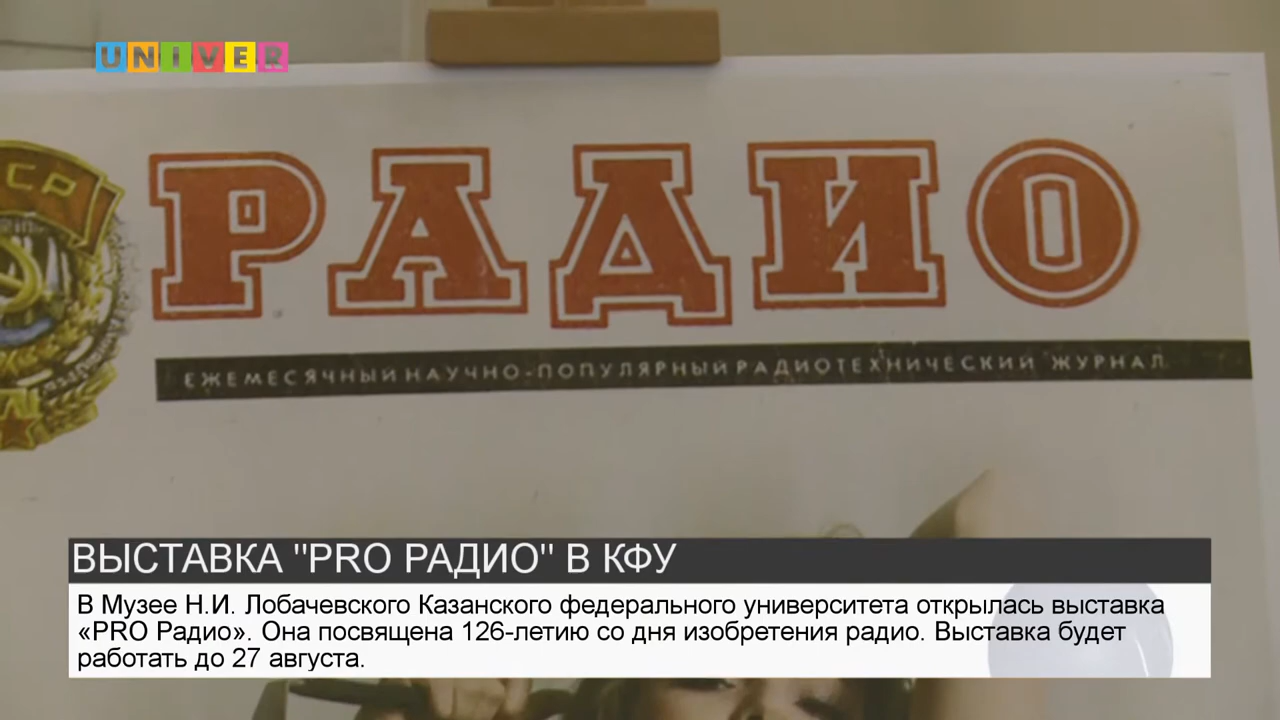 UNIVER
ССР
РАДИО
ЕЖЕМЕСЯЧНЫЙ НАУЧНО-ПОПУЛЯРНЫЙ РАДИОТЕХНИЧЕСКИЙ ЖУРНАЛ
ВЫСТАВКА "PRO РАДИО" В КФУ
В Музее Н.И. Лобачевского Казанского федерального университета открылась выставка
«PRO Радио». Она посвящена 126-летию со дня изобретения радио. Выставка будет
работать до 27 августа.